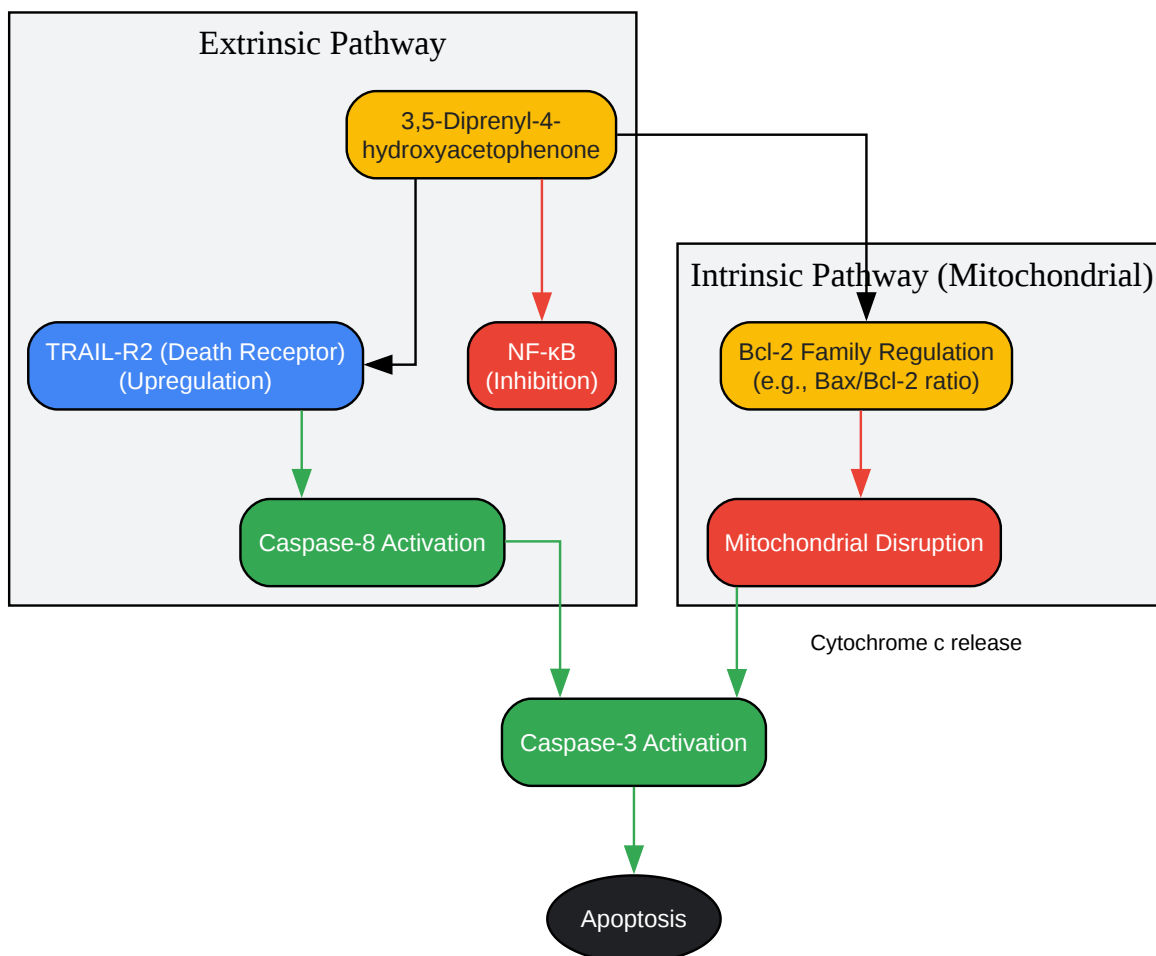 Extrinsic Pathway
3,5-Diprenyl-4-
hydroxyacetophenone
Intrinsic Pathway (Mitochondrial)
TRAIL-R2 (Death Receptor)
(Upregulation)
NF-κB
(Inhibition)
Bcl-2 Family Regulation
(e.g., Bax/Bcl-2 ratio)
Caspase-8 Activation
Mitochondrial Disruption
Cytochrome c release
Caspase-3 Activation
Apoptosis